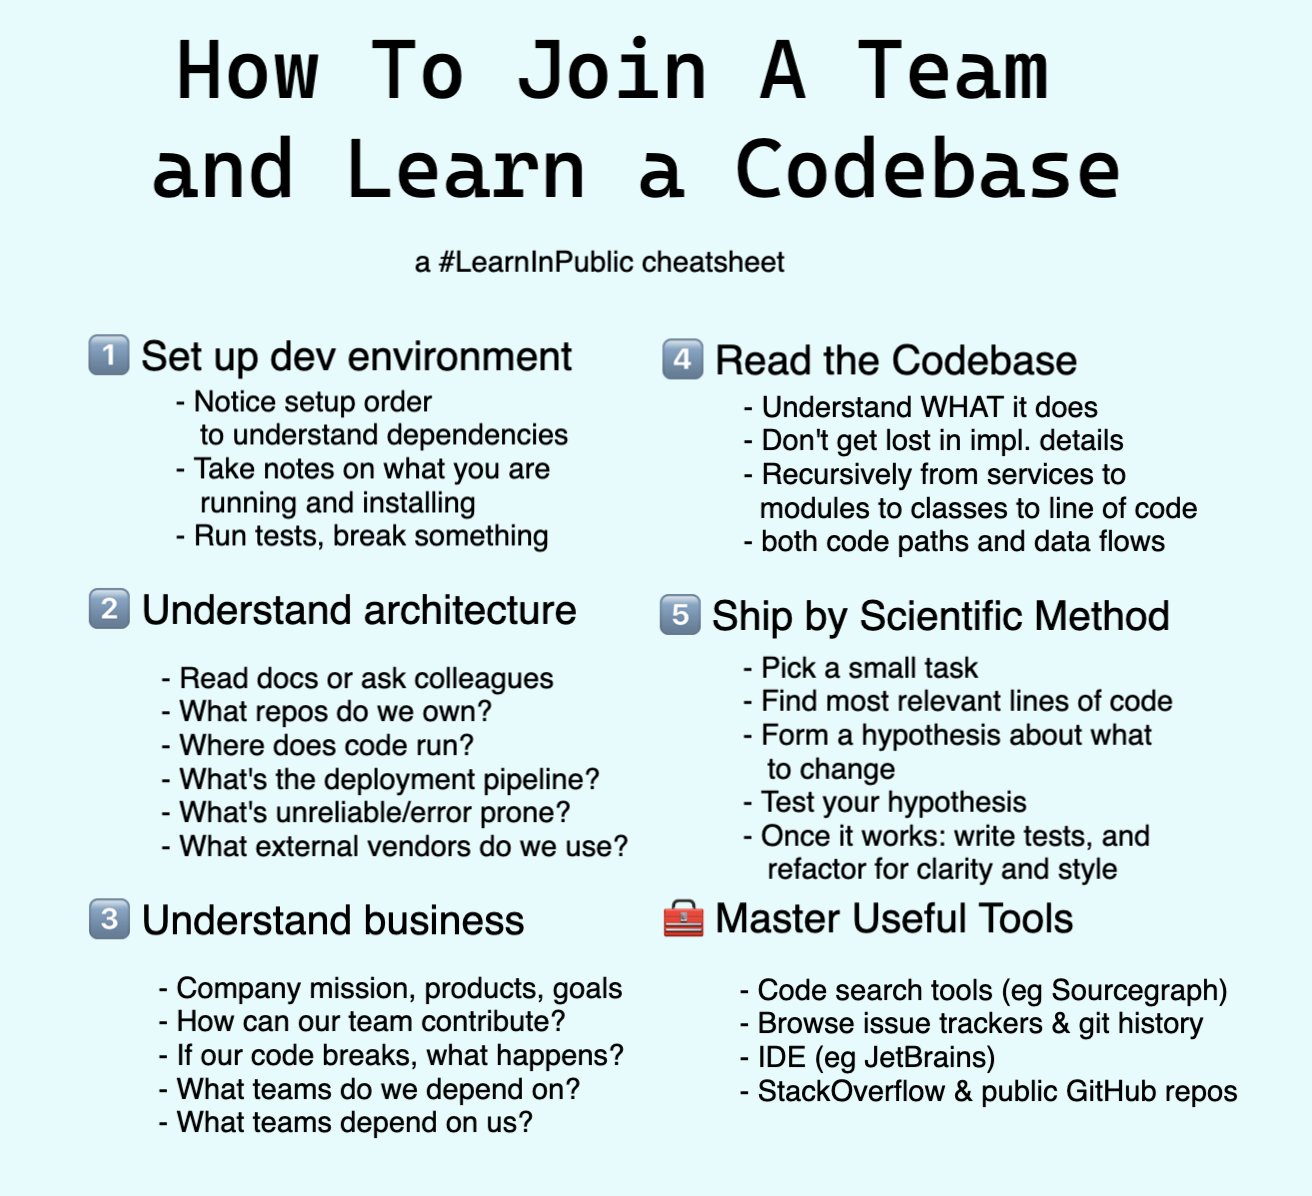 How To Join A Team
and Learn a Codebase
a #LearnInPublic cheatsheet
1 Set up dev environment
- Notice setup order
to understand dependencies
- Take notes on what you are
running and installing
- Run tests, break something
2 Understand architecture
- Read docs or ask colleagues
- What repos do we own?
- Where does code run?
- What's the deployment pipeline?
- What's unreliable/error prone?
- What external vendors do we use?
3 Understand business
- Company mission, products, goals
- How can our team contribute?
- If our code breaks, what happens?
- What teams do we depend on?
- What teams depend on us?
4 Read the Codebase
- Understand WHAT it does
- Don't get lost in impl. details
- Recursively from services to
modules to classes to line of code
- both code paths and data flows
5 Ship by Scientific Method
- Pick a small task
- Find most relevant lines of code
- Form a hypothesis about what
to change
- Test your hypothesis
- Once it works: write tests, and
refactor for clarity and style
Master Useful Tools
- Code search tools (eg Sourcegraph)
- Browse issue trackers & git history
- IDE (eg JetBrains)
- StackOverflow & public GitHub repos